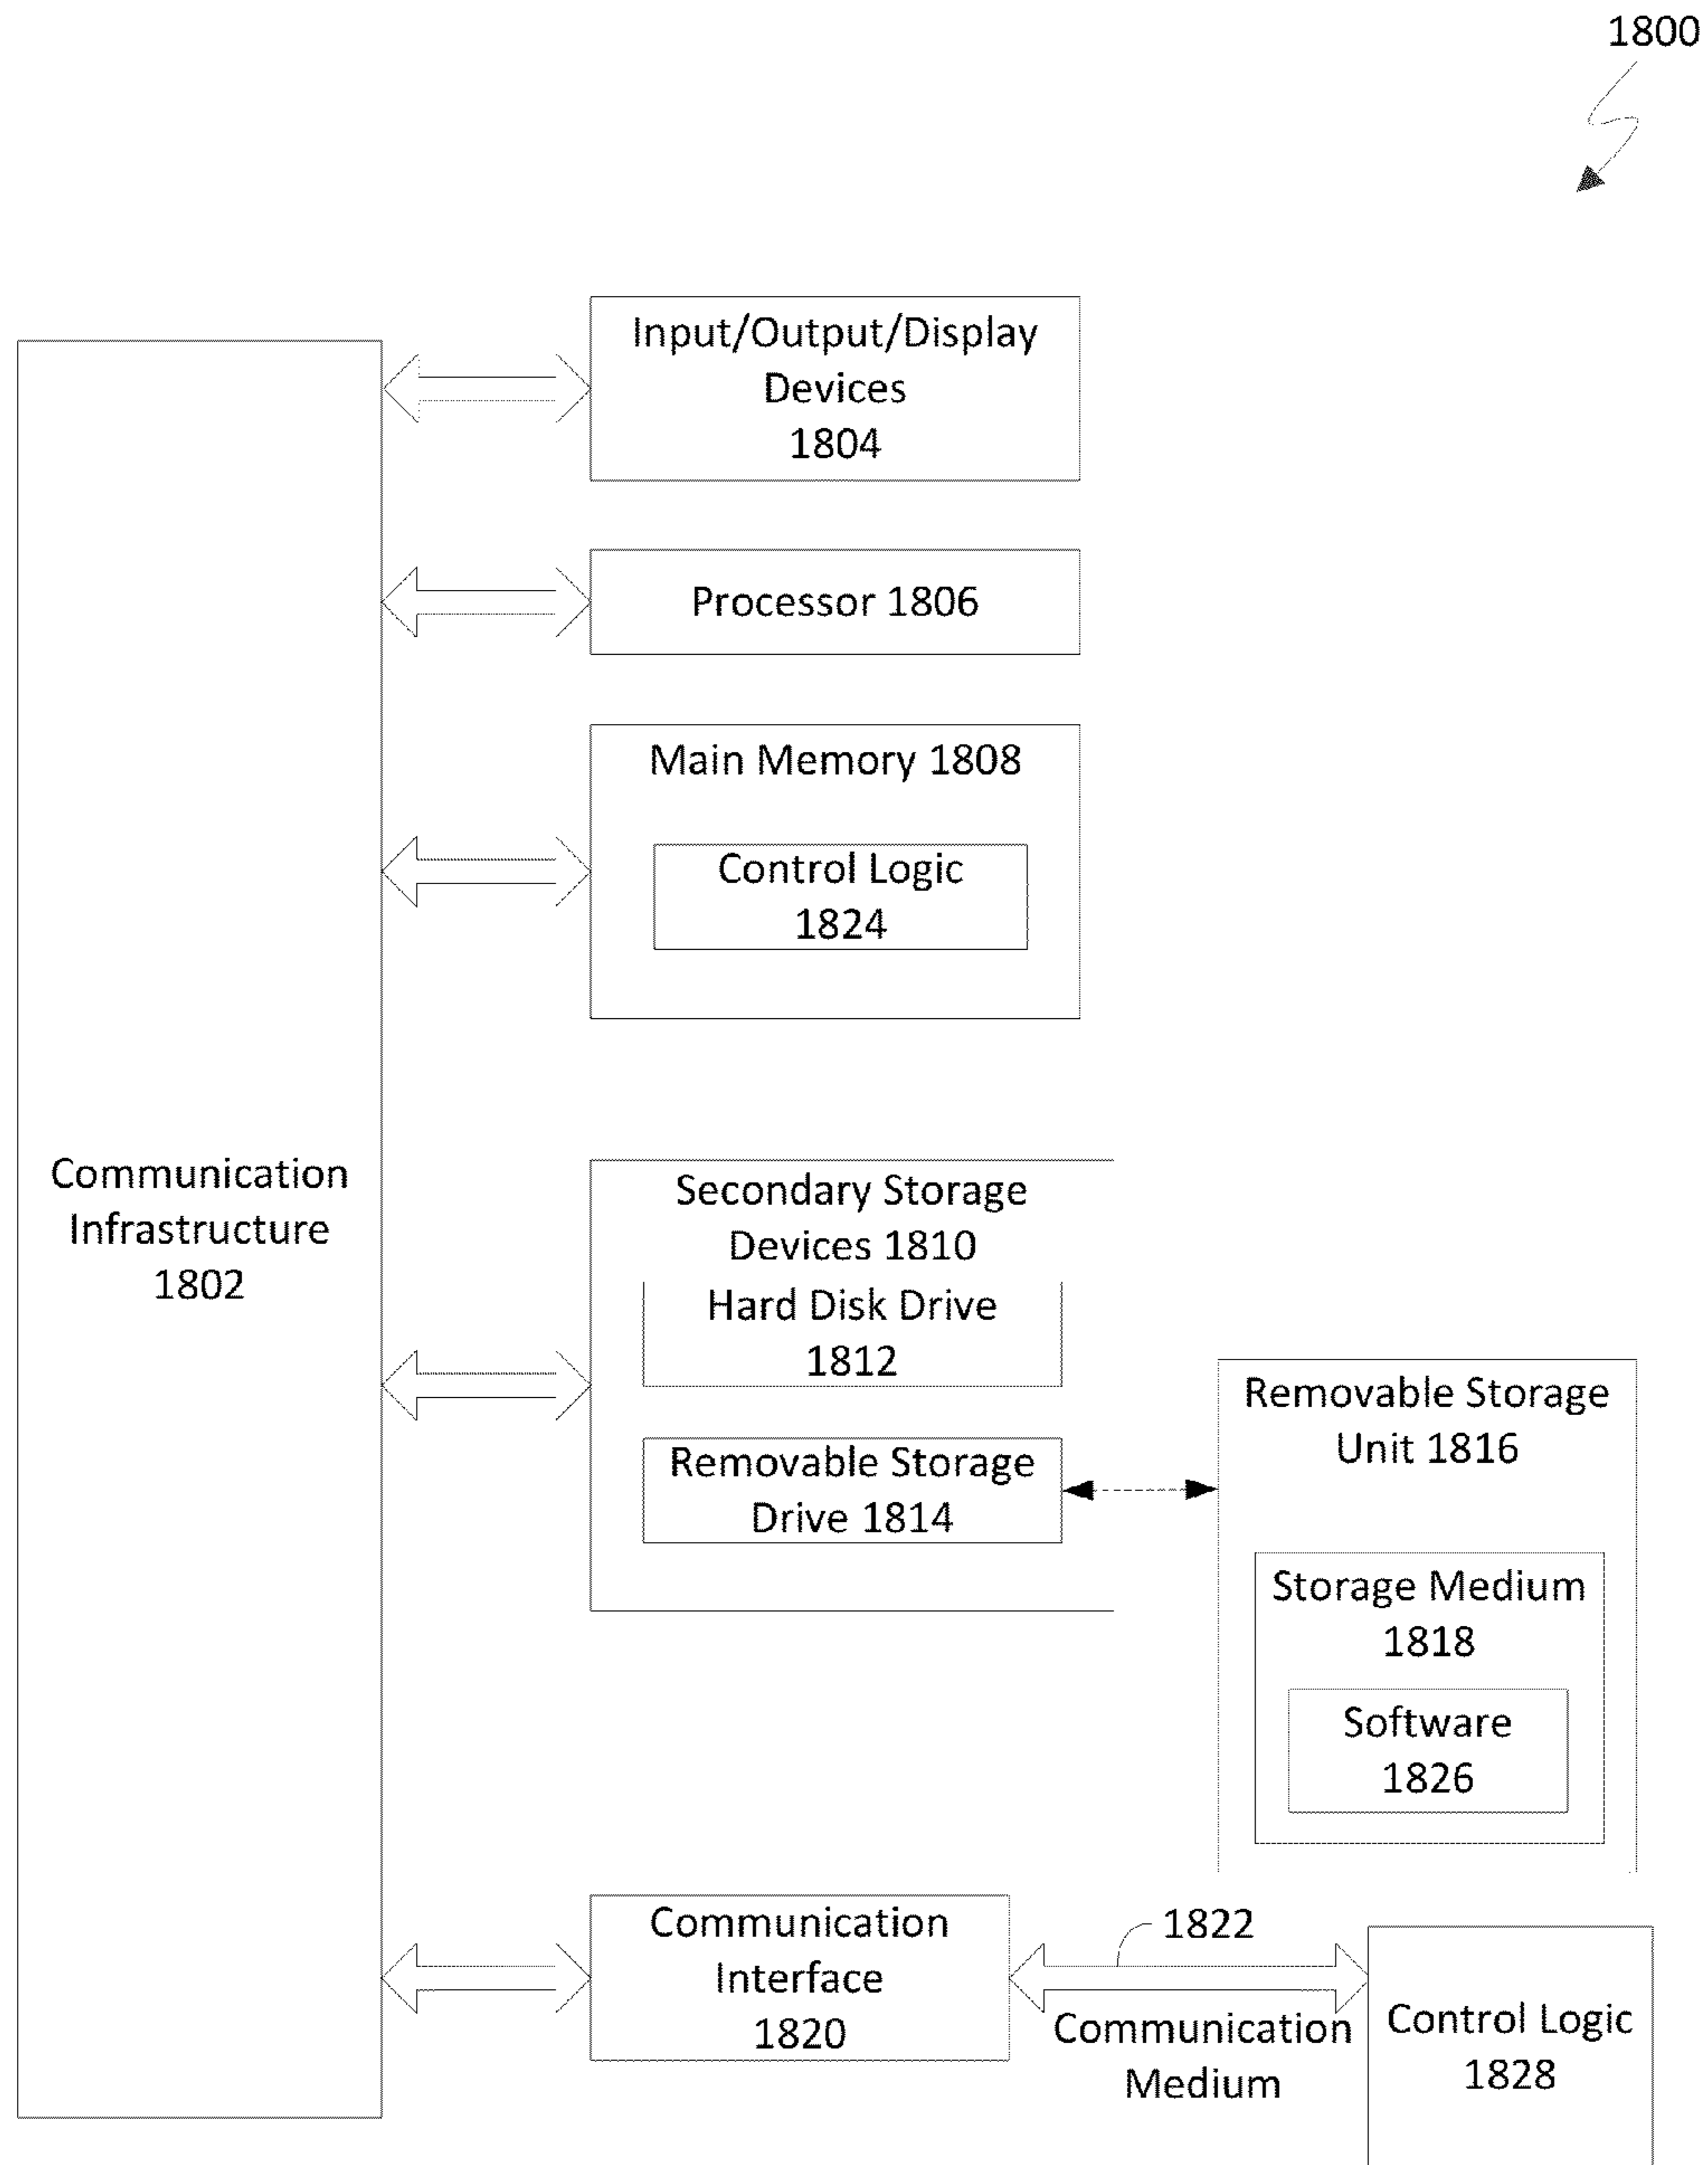 1800
Input/Output/Display
Devices
1804
Processor 1806
Main Memory 1808
Control Logic
1824
Communication
Infrastructure
1802
Secondary Storage
Devices 1810
Hard Disk Drive
1812
Removable Storage
Drive 1814
Removable Storage
Unit 1816
Storage Medium
1818
Software
1826
Communication
Interface
1820
1822
Communication
Medium
Control Logic
1828